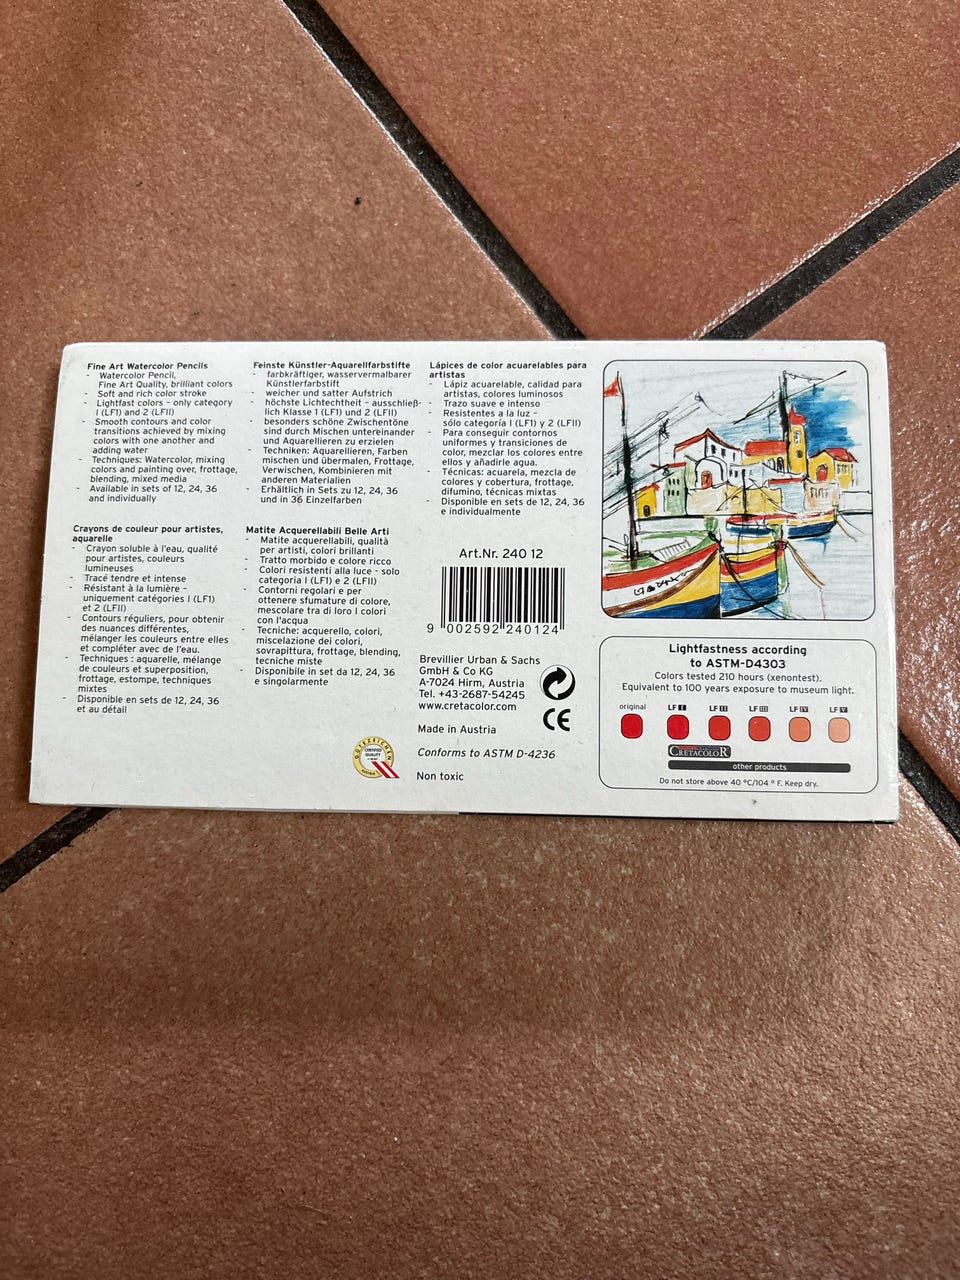 Fine Art Watercolor Pencils
- Watercolor Pencil,
Fine Art Quality, brilliant colors
- Soft and rich color stroke
- Lightfast colors - only category
I (LF1) and 2 (LFII)
- Smooth contours and color
transitions achieved by mixing
colors with one another and
adding water
- Techniques: Watercolor, mixing
colors and painting over, frottage,
blending, mixed media
- Available in sets of 12, 24, 36
and individually
Crayons de couleur pour artistes,
aquarelle
- Crayon soluble à l'eau, qualité
pour artistes, couleurs
lumineuses
- Tracé tendre et intense
- Résistant à la lumière -
uniquement catégories I (LF1)
et 2 (LFII)
- Contours réguliers, pour obtenir
des nuances différentes,
mélanger les couleurs entre elles
et compléter avec de l'eau.
- Techniques : aquarelle, mélange
de couleurs et superposition,
frottage, estompe, techniques
mixtes
- Disponible en sets de 12, 24, 36
et au détail
Feinste Künstler-Aquarellfarbstifte
- farbkräftiger, wasservermalbarer
Künstlerfarbstift
- weicher und satter Aufstrich
- höchste Lichtechtheit - ausschließ-
lich Klasse 1 (LF1) und 2 (LFII)
- besonders schöne Zwischentöne
sind durch Mischen untereinander
und Aquarellieren zu erzielen
- Techniken: Aquarellieren, Farben
mischen und übermalen, Frottage,
Verwischen, Kombinieren mit
anderen Materialien
- Erhältlich in Sets zu 12, 24, 36
und in 36 Einzelfarben
Matite Acquerellabili Belle Arti
- Matite acquerellabili, qualità
per artisti, colori brillanti
- Tratto morbido e colore ricco
- Colori resistenti alla luce - solo
categoria I (LF1) e 2 (LFII)
- Contorni regolari e per
ottenere sfumature di colore,
mescolare tra di loro I colori
con l'acqua
- Tecniche: acquerello, colori,
miscelazione dei colori,
sovrapittura, frottage, blending,
tecniche miste
- Disponibile in set da 12, 24, 36
e singolarmente
Lápices de color acuarelables para
artistas
- Lápiz acuarelable, calidad para
artistas, colores luminosos
- Trazo suave e intenso
- Resistentes a la luz -
sólo categoría I (LF1) y 2 (LFII)
- Para conseguir contornos
uniformes y transiciones de
color, mezclar los colores entre
ellos y añadirle agua.
- Técnicas: acuarela, mezcla de
colores y cobertura, frottage,
difumino, técnicas mixtas
- Disponible en sets de 12, 24, 36
e individualmente
Art.Nr. 240 12
9 002592 240124
Brevillier Urban & Sachs
GmbH & Co KG
A-7024 Hirm, Austria
Tel. +43-2687-54245
www.cretacolor.com
CE
Made in Austria
Conforms to ASTM D-4236
Non toxic
GÜTEZEICHEN
CERTIFIED
QUALITY
AUSTRIA
Lightfastness according
to ASTM-D4303
Colors tested 210 hours (xenontest).
Equivalent to 100 years exposure to museum light.
original LF I LF II LF III LF IV LF V
CRETACOLOR
other products
Do not store above 40 °C/104 ° F. Keep dry.